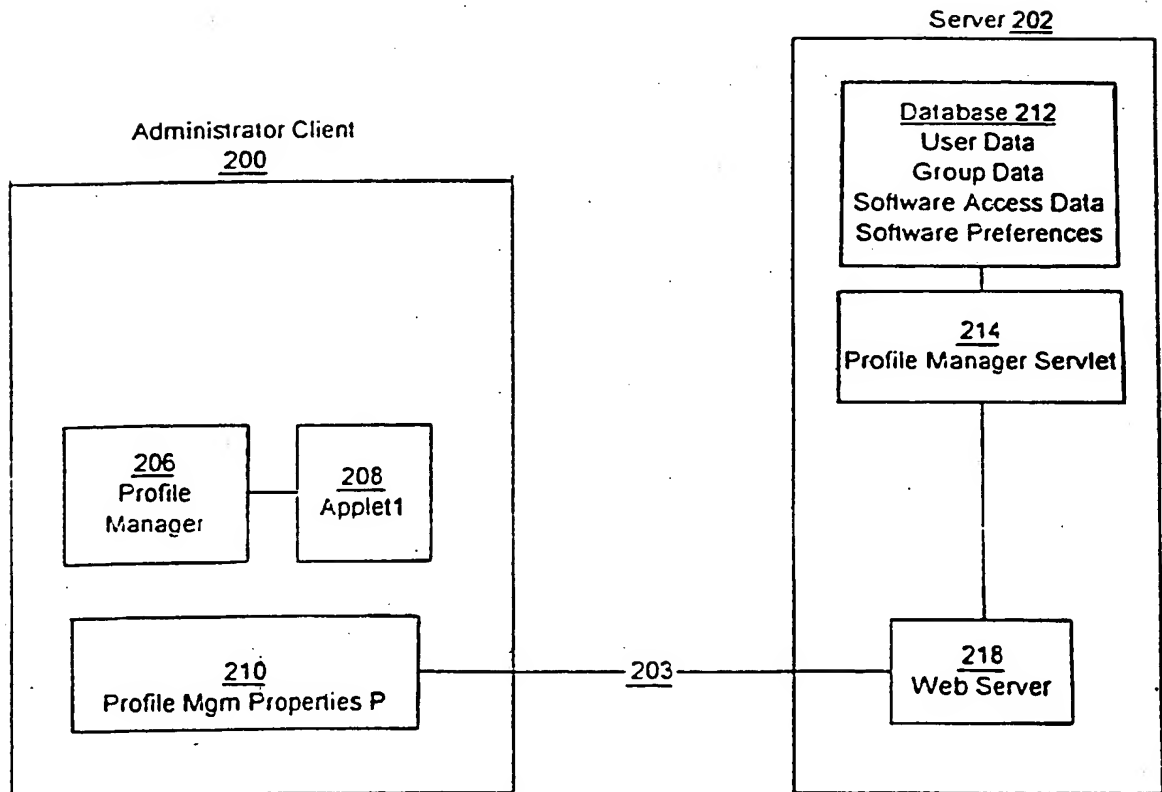 Server 202
Database 212
User Data
Group Data
Software Access Data
Software Preferences
Administrator Client
200
214
Profile Manager Servlet
206
Profile
Manager
208
Applet1
210
Profile Mgm Properties P
203
218
Web Server